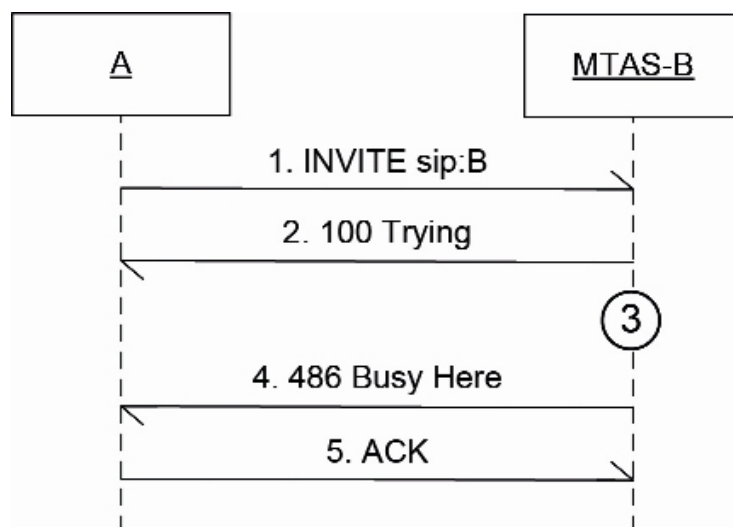 A
MTAS-B
1. INVITE sip:B
2. 100 Trying
3
4. 486 Busy Here
5. ACK